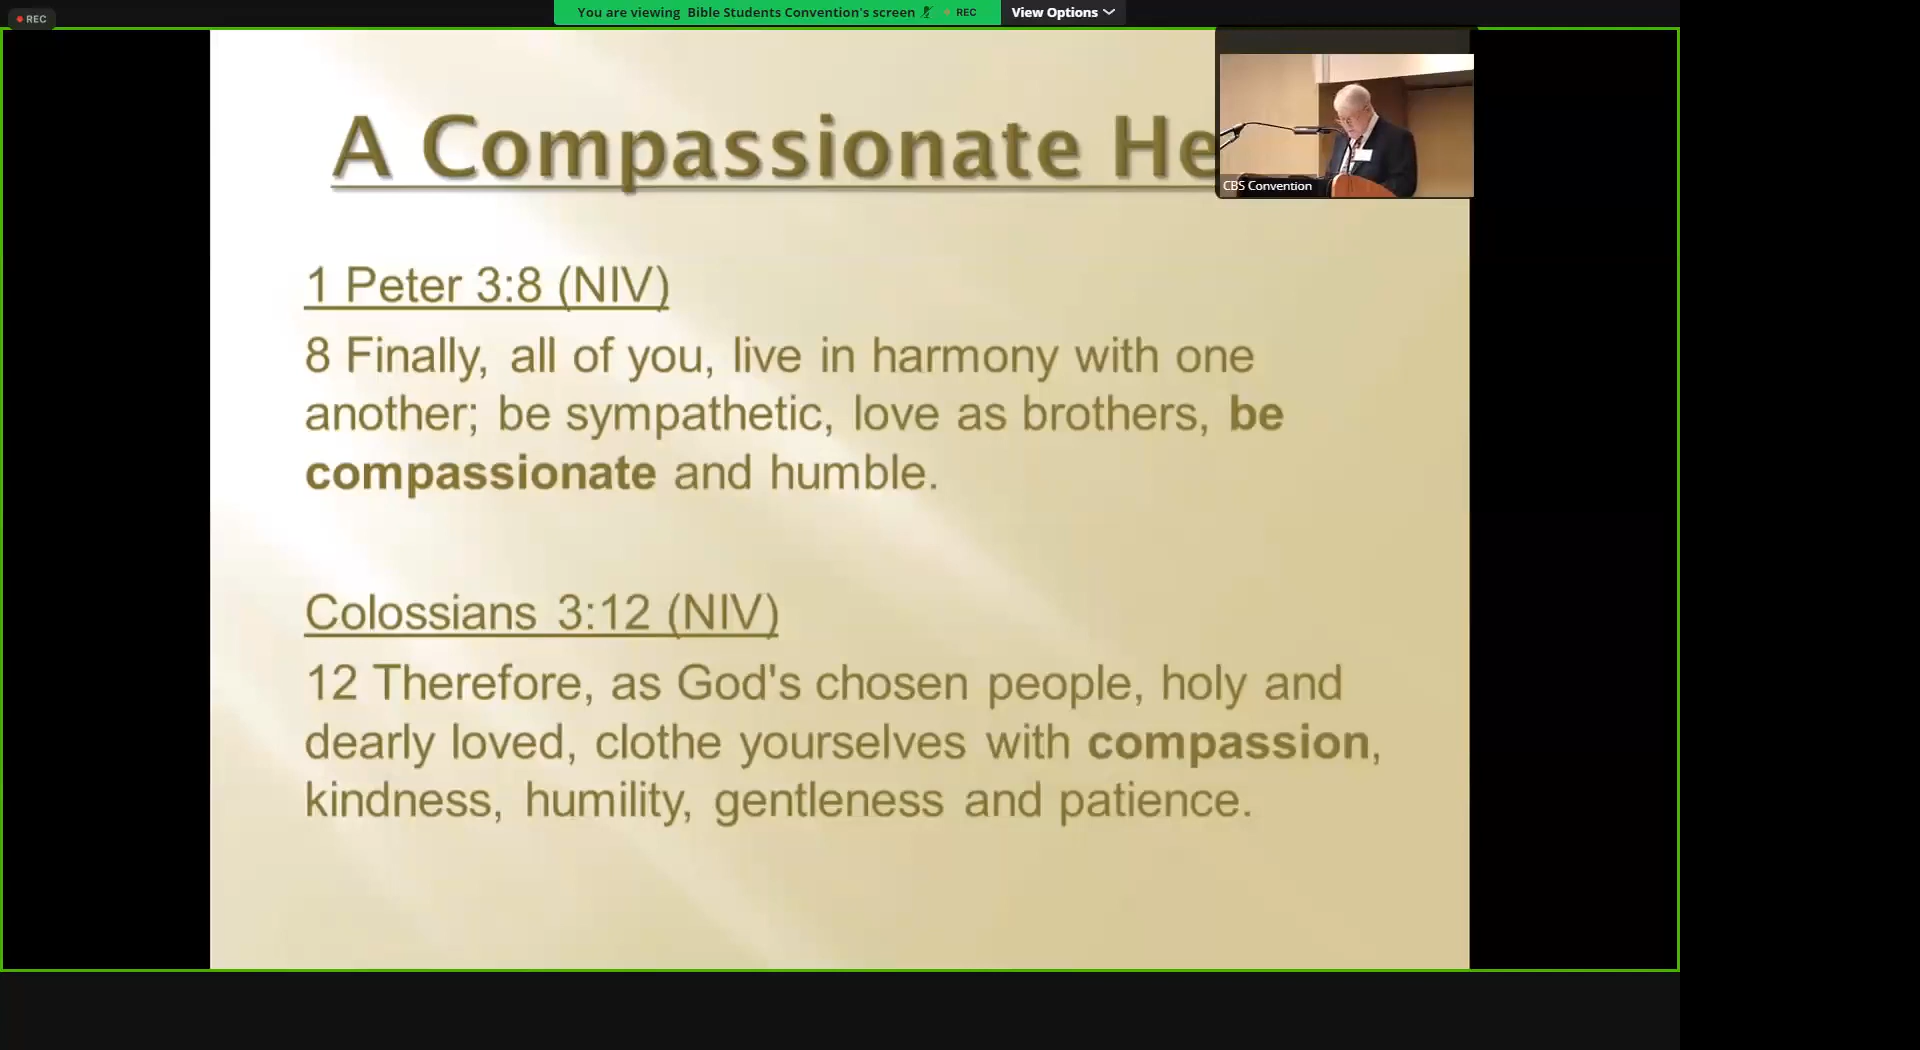 REC
You are viewing Bible Students Convention's screen
REC
View Options
A Compassionate He
CBS Convention
1 Peter 3:8 (NIV)
8 Finally, all of you, live in harmony with one
another; be sympathetic, love as brothers, be
compassionate and humble.
Colossians 3:12 (NIV)
12 Therefore, as God's chosen people, holy and
dearly loved, clothe yourselves with compassion,
kindness, humility, gentleness and patience.